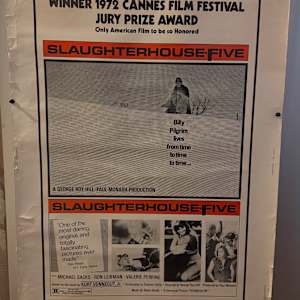 WINNER 1972 CANNES FILM FESTIVAL
JURY PRIZE AWARD
Only American Film to be so Honored
SLAUGHTERHOUSE-FIVE
Billy
Pilgrim
lives
from time
to time
to time...
A GEORGE ROY HILL-PAUL MONASH PRODUCTION
SLAUGHTERHOUSE-FIVE
"One of
the most
daring,
original, and
totally
fascinating
pictures
MICHAEL SACKS · RON LEIBMAN · VALERIE PERRINE
KURT VONNEGUT, Jr.
R